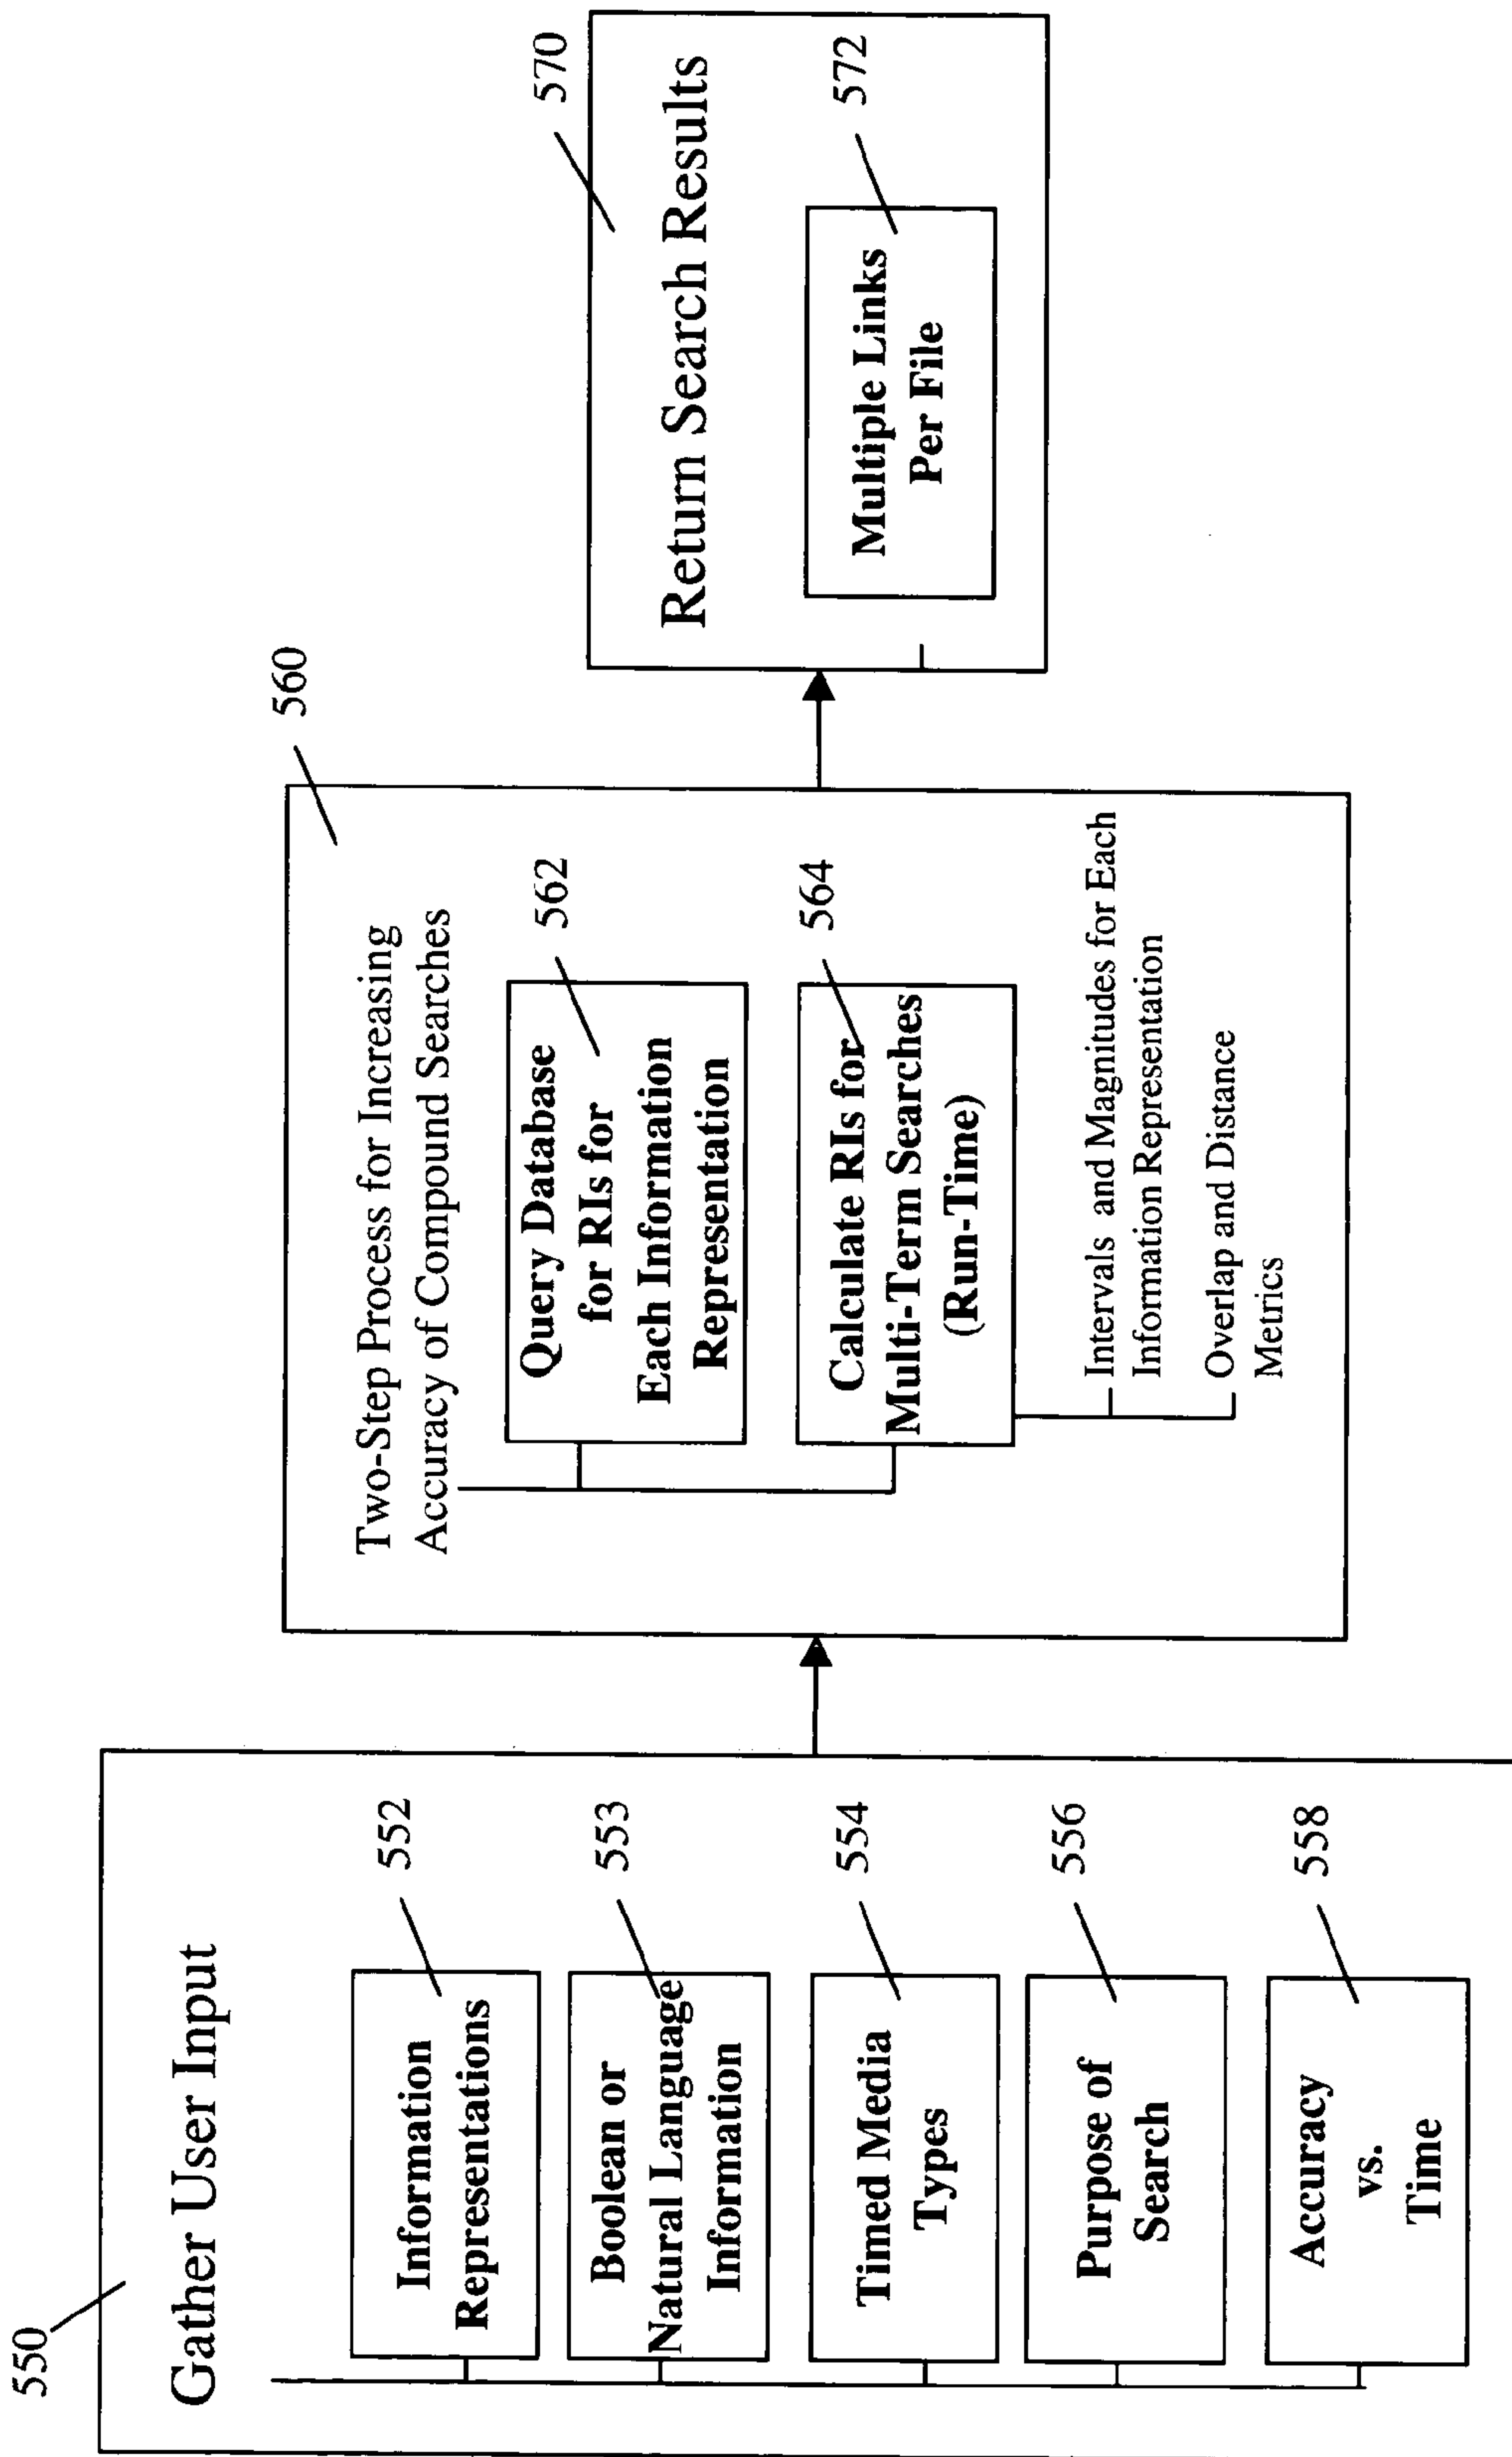 550
Gather User Input
552
Information
Representations
553
Boolean or
Natural Language
Information
554
Timed Media
Types
556
Purpose of
Search
558
Accuracy
vs.
Time
560
Two-Step Process for Increasing
Accuracy of Compound Searches
562
Query Database
for RIs for
Each Information
Representation
564
Calculate RIs for
Multi-Term Searches
(Run-Time)
Intervals and Magnitudes for Each
Information Representation
Overlap and Distance
Metrics
570
Return Search Results
572
Multiple Links
Per File